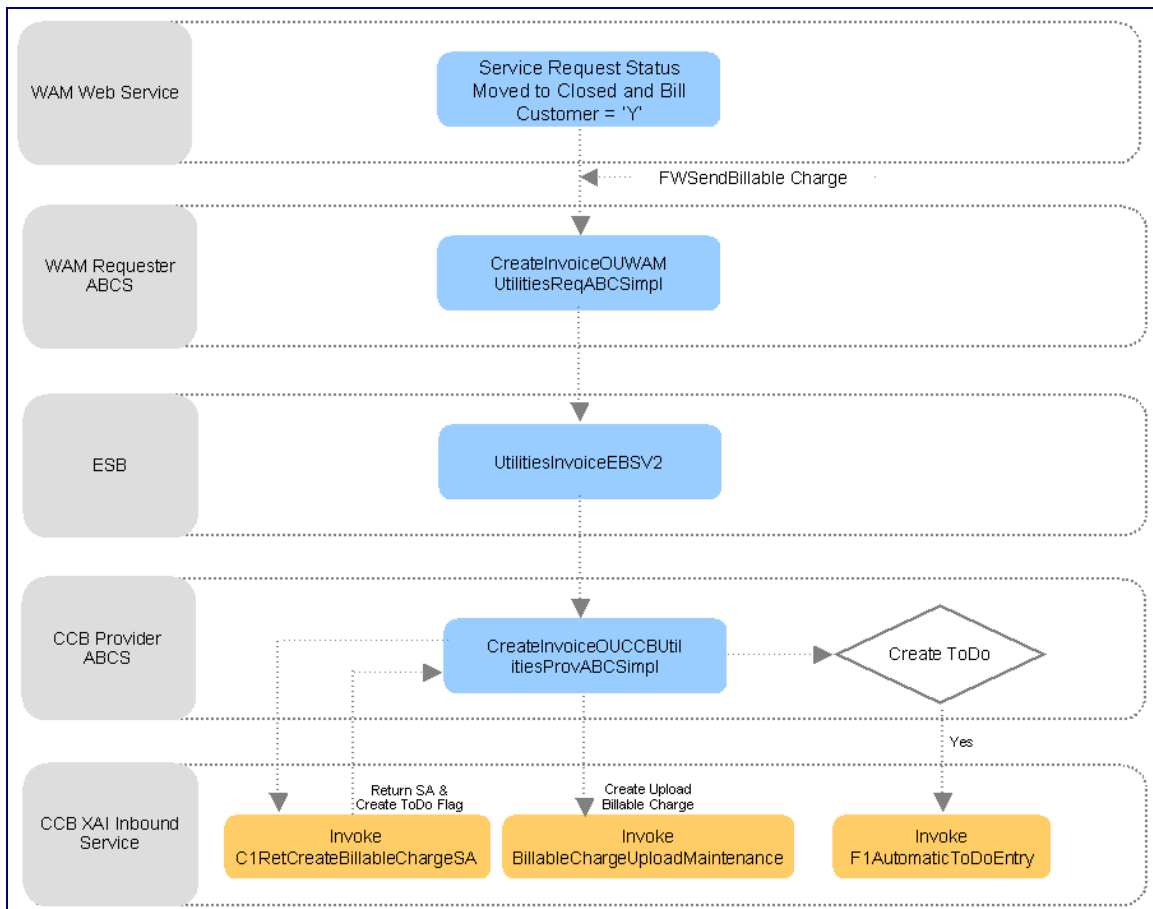 WAM Web Service
Service Request Status
Moved to Closed and Bill
Customer = 'Y'
FWSendBillable Charge
WAM Requester
ABCS
CreateInvoiceOUWAM
UtilitiesReqABCSimpl
ESB
UtilitiesInvoiceEBSV2
CCB Provider
ABCS
CreateInvoiceOUCCBUtil
itiesProvABCSimpl
Create ToDo
Yes
Return SA &
Create ToDo Flag
Create Upload
Billable Charge
CCB XAI Inbound
Service
Invoke
C1RetCreateBillableChargeSA
Invoke
BillableChargeUploadMaintenance
Invoke
F1AutomaticToDoEntry